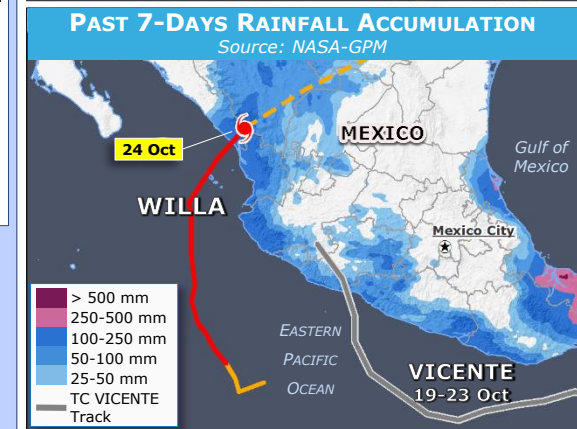 PAST 7-DAYS RAINFALL ACCUMULATION
Source: NASA-GPM
24 Oct
MEXICO
Gulf of
Mexico
WILLA
Mexico City
> 500 mm
250-500 mm
100-250 mm
50-100 mm
25-50 mm
TC VICENTE
Track
EASTERN
PACIFIC
OCEAN
VICENTE
19-23 Oct